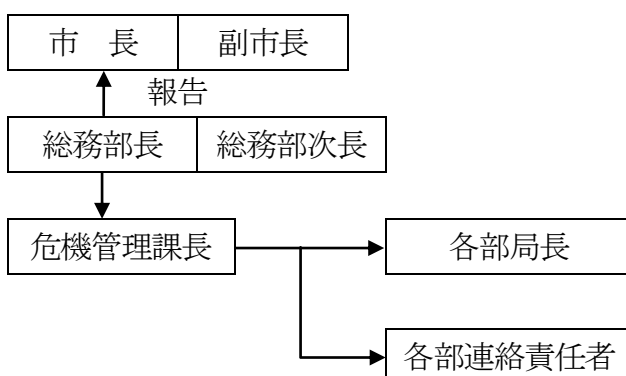 市　長　副市長
報告
総務部長　総務部次長
危機管理課長　各部局長
各部連絡責任者